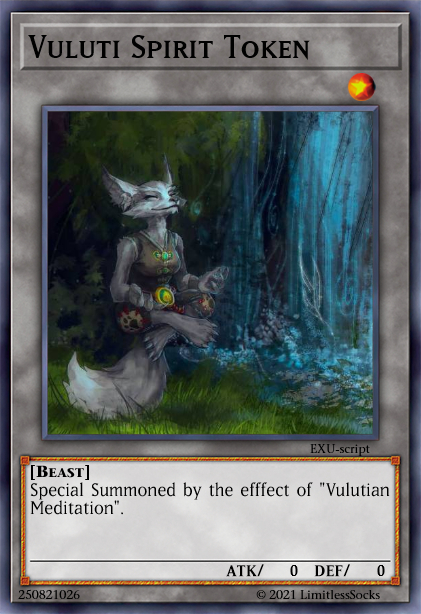 Vuluti Spirit Token
EXU-script
[Beast]
Special Summoned by the efffect of "Vulutian
Meditation".
ATK/ 0 DEF/ 0
250821026 © 2021 LimitlessSocks